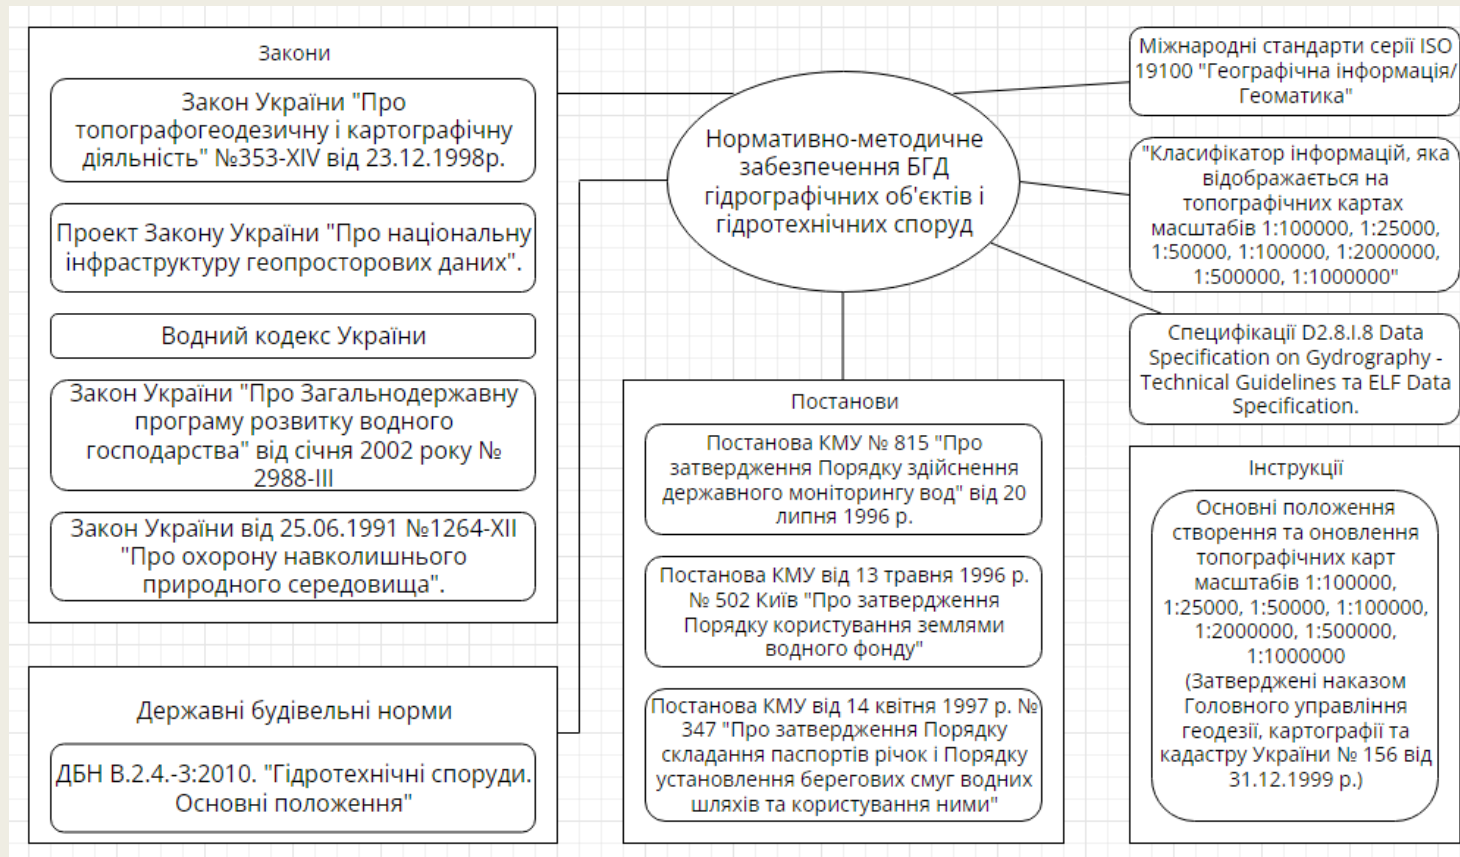 Закони
Закон України "Про
топографогеодезичну і картографічну
діяльність" №353-XIV від 23.12.1998р.
Проект Закону України "Про національну
інфраструктуру геопросторових даних".
Водний кодекс України
Закон України "Про Загальнодержавну
програму розвитку водного
господарства" від січня 2002 року №
2988-III
Закон України від 25.06.1991 №1264-XII
"Про охорону навколишнього
природного середовища".
Державні будівельні норми
ДБН В.2.4.-3:2010. "Гідротехнічні споруди.
Основні положення"
Нормативно-методичне
забезпечення БГД
гідрографічних об'єктів і
гідротехнічних споруд
Постанови
Постанова КМУ № 815 "Про
затвердження Порядку здійснення
державного моніторингу вод" від 20
липня 1996 р.
Постанова КМУ від 13 травня 1996 р.
№ 502 Київ "Про затвердження
Порядку користування землями
водного фонду"
Постанова КМУ від 14 квітня 1997 р. №
347 "Про затвердження Порядку
складання паспортів річок і Порядку
установлення берегових смуг водних
шляхів та користування ними"
Міжнародні стандарти серії ISO
19100 "Географічна інформація/
Геоматика"
"Класифікатор інформацій, яка
відображається на
топографічних картах
масштабів 1:100000, 1:25000,
1:50000, 1:100000, 1:2000000,
1:500000, 1:1000000"
Специфікації D2.8.I.8 Data
Specification on Gydrography -
Technical Guidelines та ELF Data
Specification.
Інструкції
Основні положення
створення та оновлення
топографічних карт
масштабів 1:100000,
1:25000, 1:50000, 1:100000,
1:2000000, 1:500000,
1:1000000
(Затверджені наказом
Головного управління
геодезії, картографії та
кадастру України № 156 від
31.12.1999 р.)